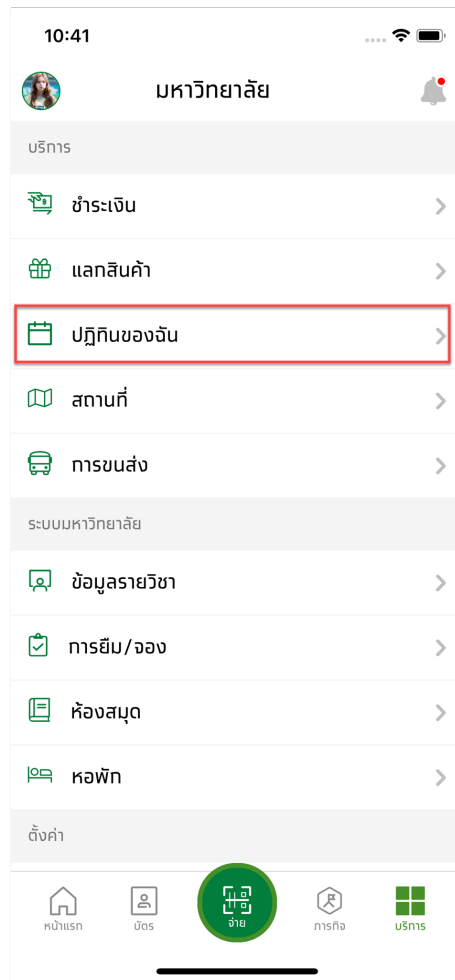 10:41
มหาวิทยาลัย
บริการ
ชำระเงิน
แลกสินค้า
ปฏิทินของฉัน
สถานที่
การขนส่ง
ระบบมหาวิทยาลัย
ข้อมูลรายวิชา
การยืม/จอง
ห้องสมุด
หอพัก
ตั้งค่า
หน้าแรก
บัตร
จ่าย
ภารกิจ
บริการ